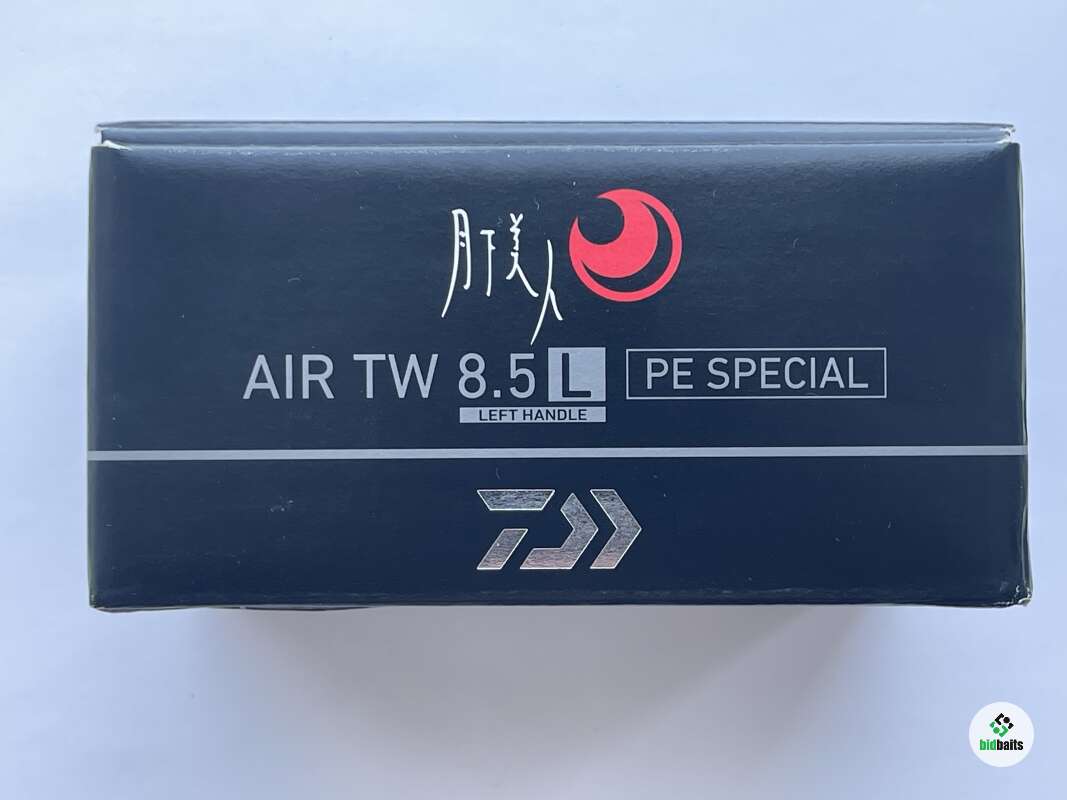 月下美人
AIR TW 8.5 L PE SPECIAL
LEFT HANDLE
bidbaits